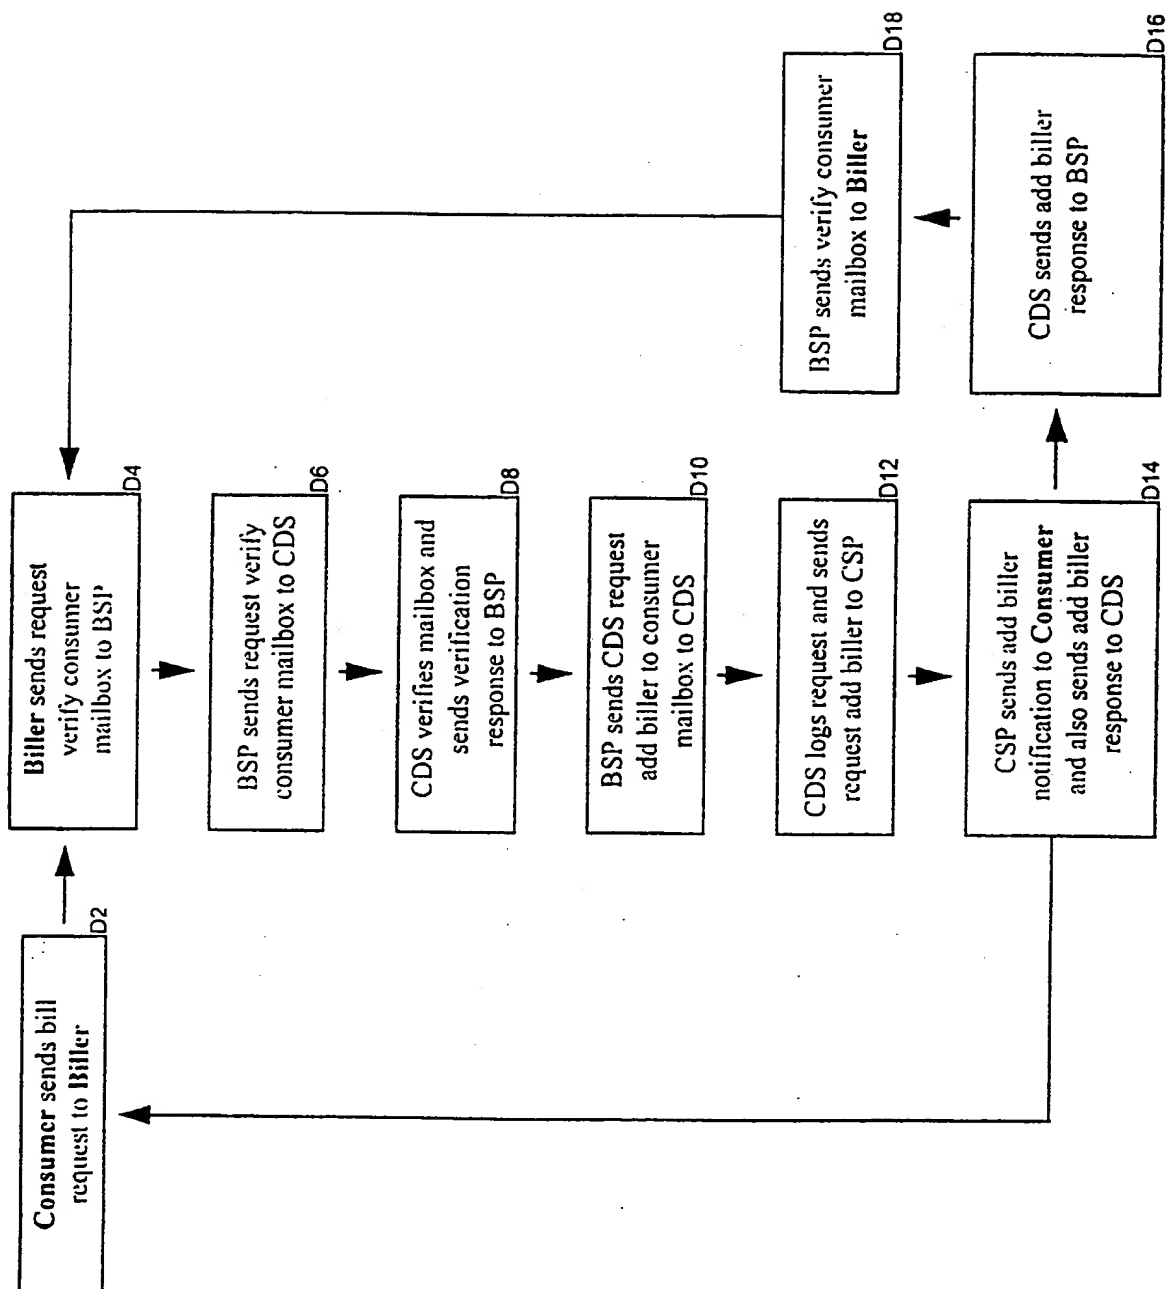 Consumer sends bill
request to Biller
D2
Biller sends request
verify consumer
mailbox to BSP
D4
BSP sends request verify
consumer mailbox to CDS
D6
CDS verifies mailbox and
sends verification
response to BSP
D8
BSP sends CDS request
add biller to consumer
mailbox to CDS
D10
CDS logs request and sends
request add biller to CSP
D12
CSP sends add biller
notification to Consumer
and also sends add biller
response to CDS
D14
CDS sends add biller
response to BSP
D16
BSP sends verify consumer
mailbox to Biller
D18